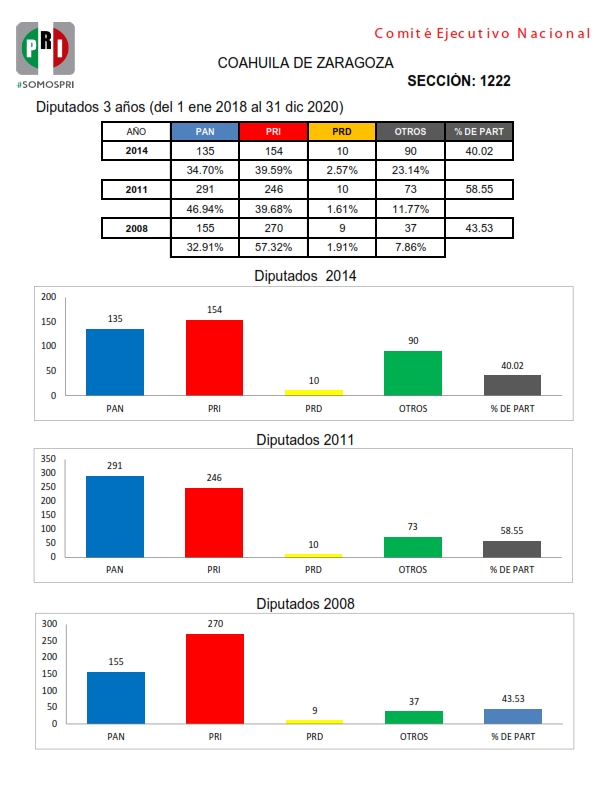 PRI
#SOMOSPRI
Comité Ejecutivo Nacional
COAHUILA DE ZARAGOZA
SECCIÓN: 1222
Diputados 3 años (del 1 ene 2018 al 31 dic 2020)
AÑO PAN PRI PRD OTROS % DE PART
2014 135 154 10 90 40.02
34.70% 39.59% 2.57% 23.14%
2011 291 246 10 73 58.55
46.94% 39.68% 1.61% 11.77%
2008 155 270 9 37 43.53
32.91% 57.32% 1.91% 7.86%
Diputados 2014
200
150
100
50
0
135
154
10
90
40.02
PAN PRI PRD OTROS % DE PART
Diputados 2011
350
300
250
200
150
100
50
0
291
246
10
73
58.55
PAN PRI PRD OTROS % DE PART
Diputados 2008
300
250
200
150
100
50
0
155
270
9
37
43.53
PAN PRI PRD OTROS % DE PART